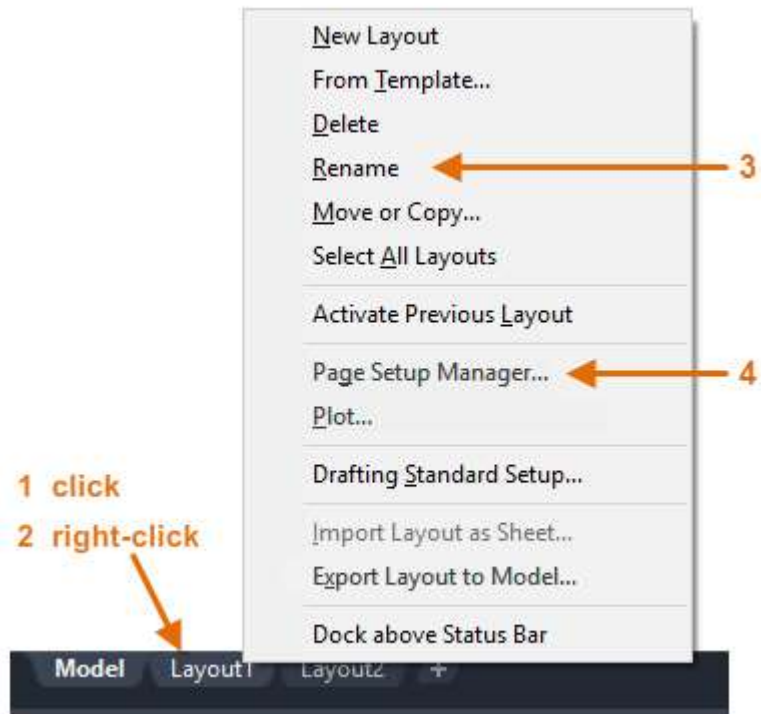 New Layout
From Template...
Delete
Rename
3
Move or Copy...
Select All Layouts
Activate Previous Layout
Page Setup Manager...
4
Plot...
Drafting Standard Setup...
1 click
2 right-click
Import Layout as Sheet...
Export Layout to Model...
Dock above Status Bar
Model Layout1 Layout2 +